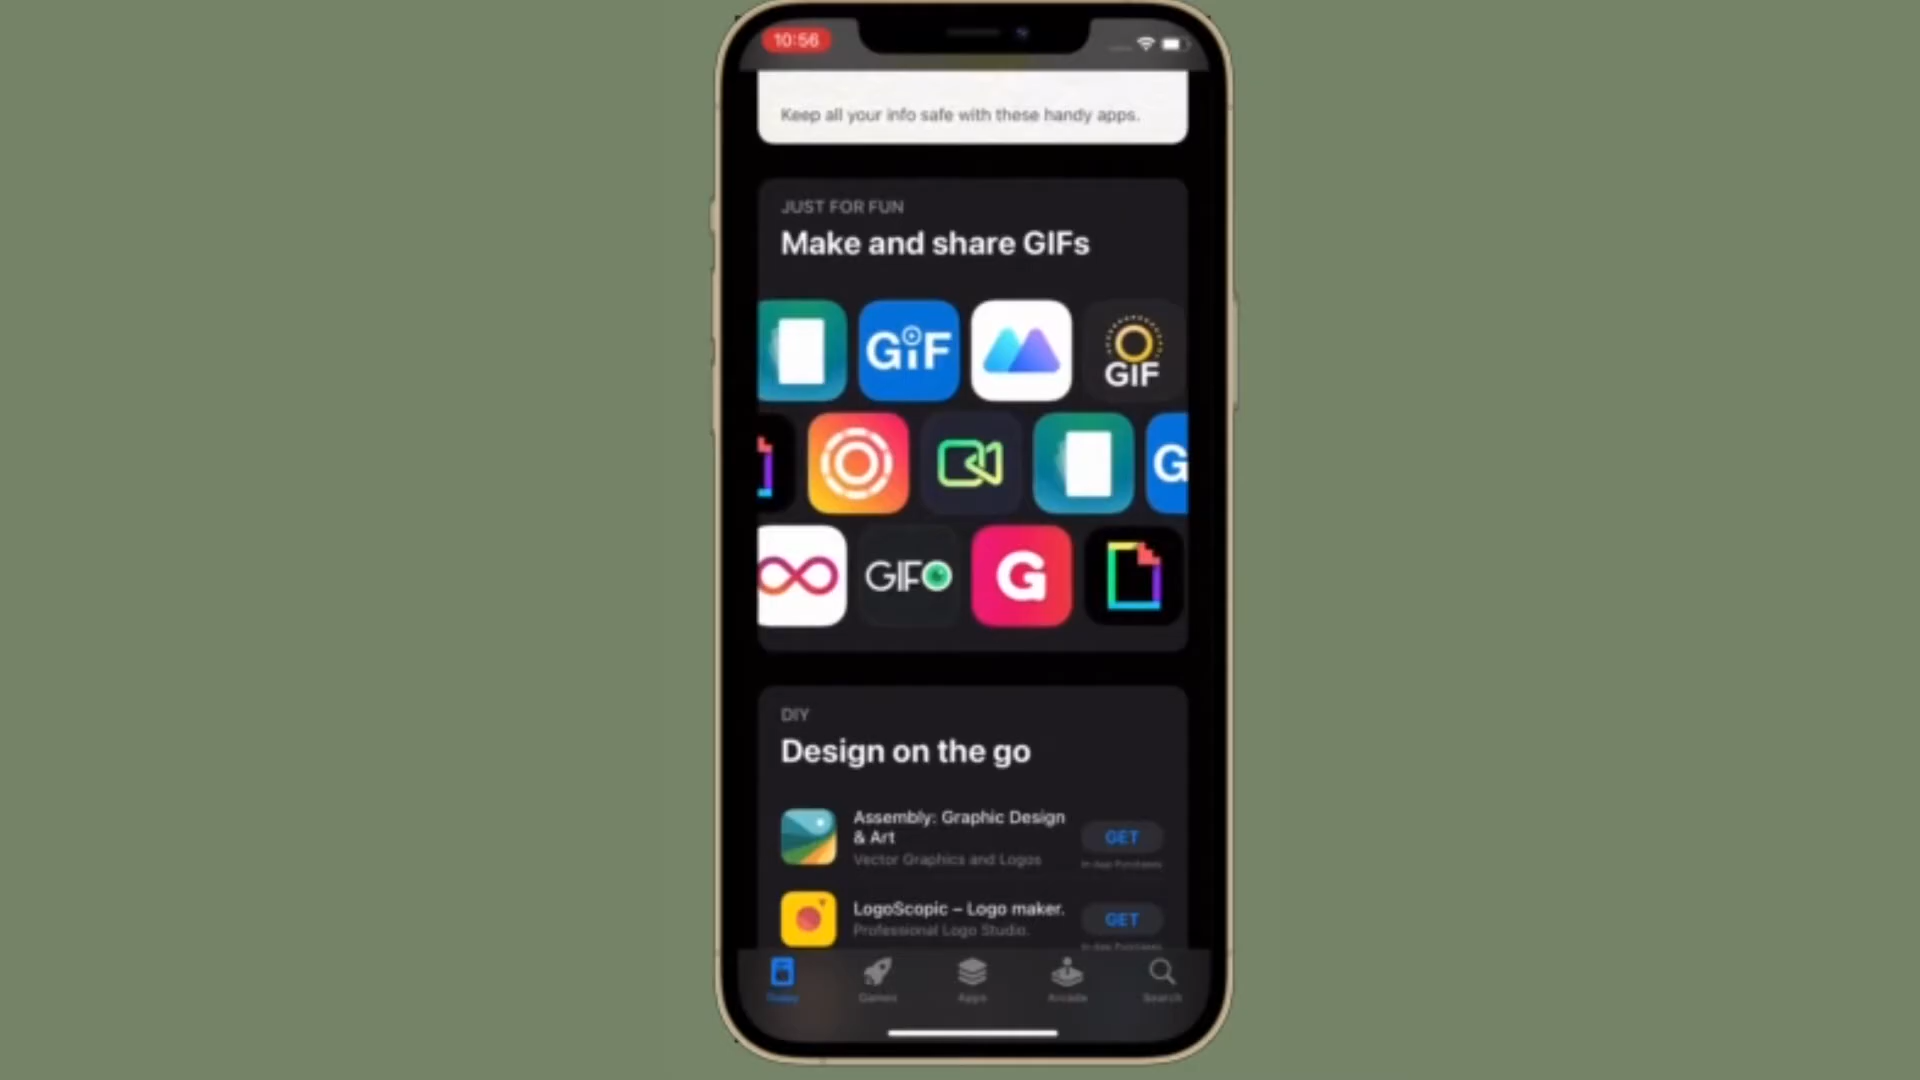 10:56
Keep all your info safe with these handy apps.
JUST FOR FUN
Make and share GIFs
GiF
GIF
G
GIFO
G
DIY
Design on the go
Assembly: Graphic Design
& Art
Vector Graphics and Logos
GET
In-App Purchases
LogoScopic – Logo maker.
Professional Logo Studio.
GET
In-App Purchases
Today
Games
Apps
Arcade
Search